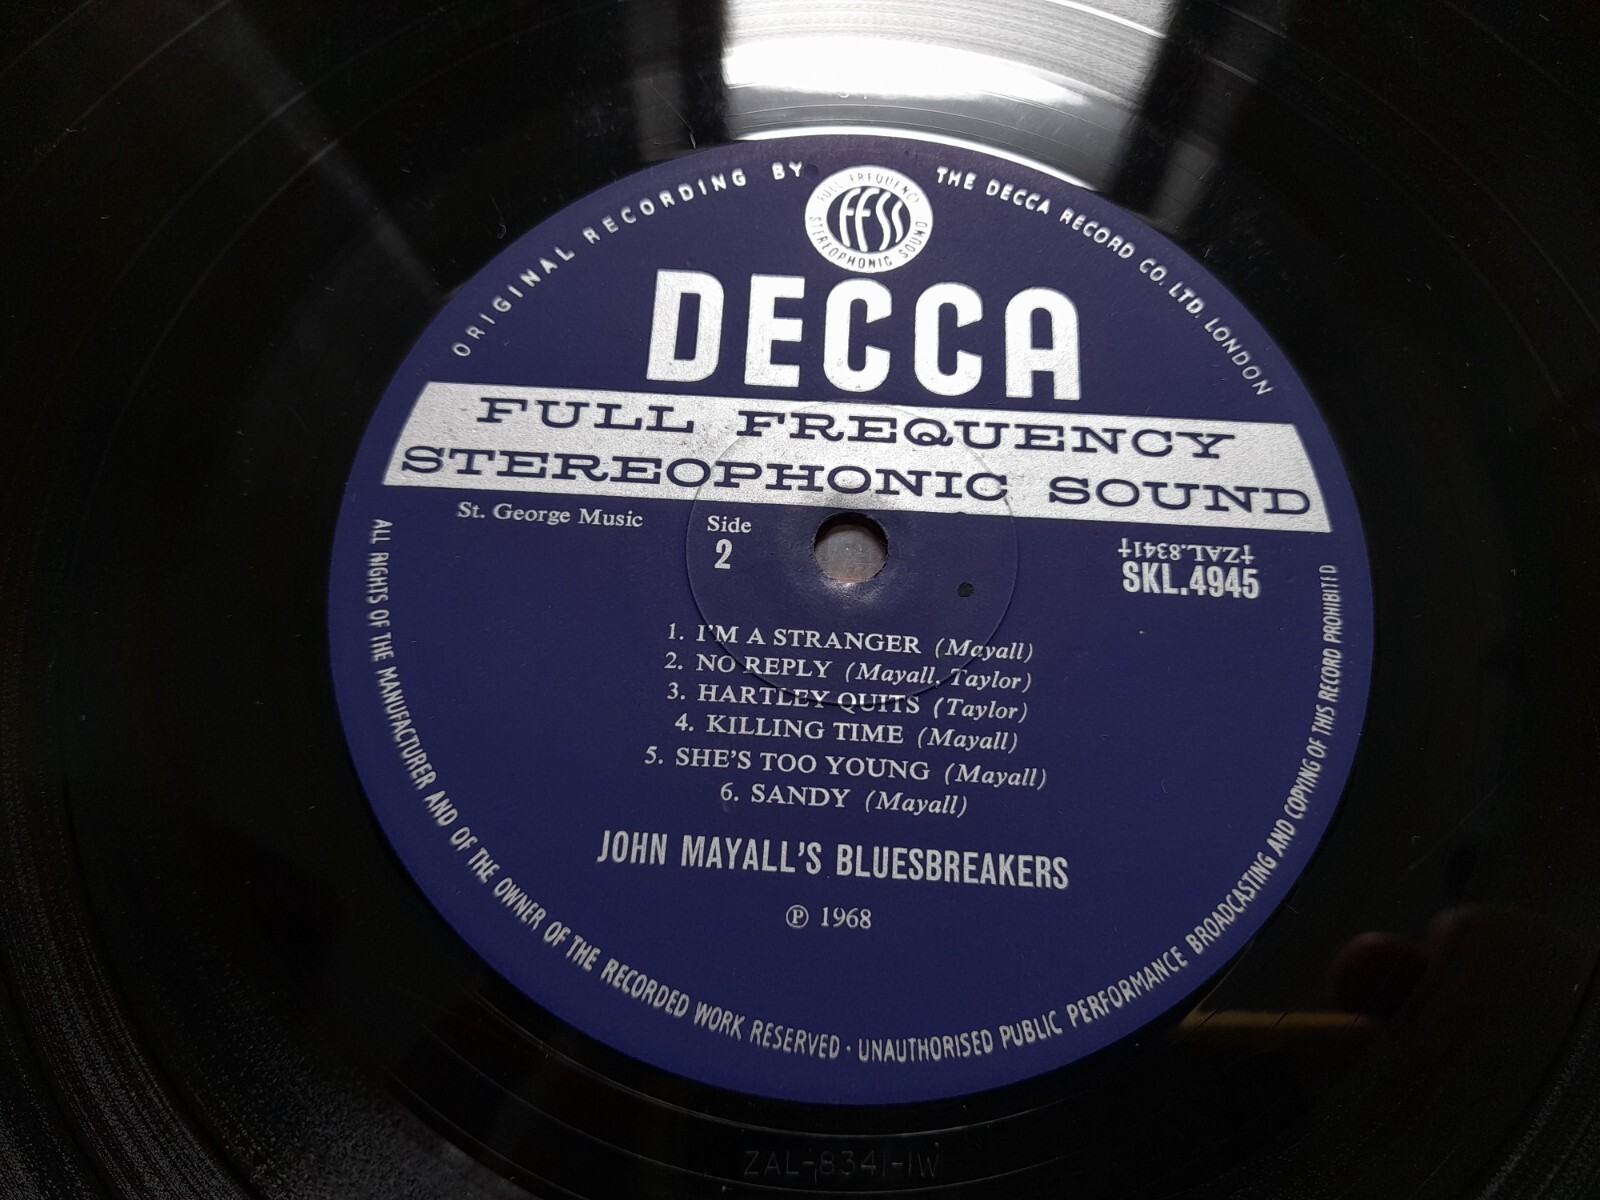 ORIGINAL RECORDING BY THE DECCA RECORD CO. LTD. LONDON
FULL FREQUENCY
FFSS
STEREOPHONIC SOUND
DECCA
FULL FREQUENCY
STEREOPHONIC SOUND
St. George Music
Side
2
‡ZAL.8341‡
SKL.4945
1. I'M A STRANGER (Mayall)
2. NO REPLY (Mayall, Taylor)
3. HARTLEY QUITS (Taylor)
4. KILLING TIME (Mayall)
5. SHE'S TOO YOUNG (Mayall)
6. SANDY (Mayall)
JOHN MAYALL'S BLUESBREAKERS
℗ 1968
ALL RIGHTS OF THE MANUFACTURER AND OF THE OWNER OF THE RECORDED WORK RESERVED · UNAUTHORISED PUBLIC PERFORMANCE BROADCASTING AND COPYING OF THIS RECORD PROHIBITED
ZAL-8341-1W